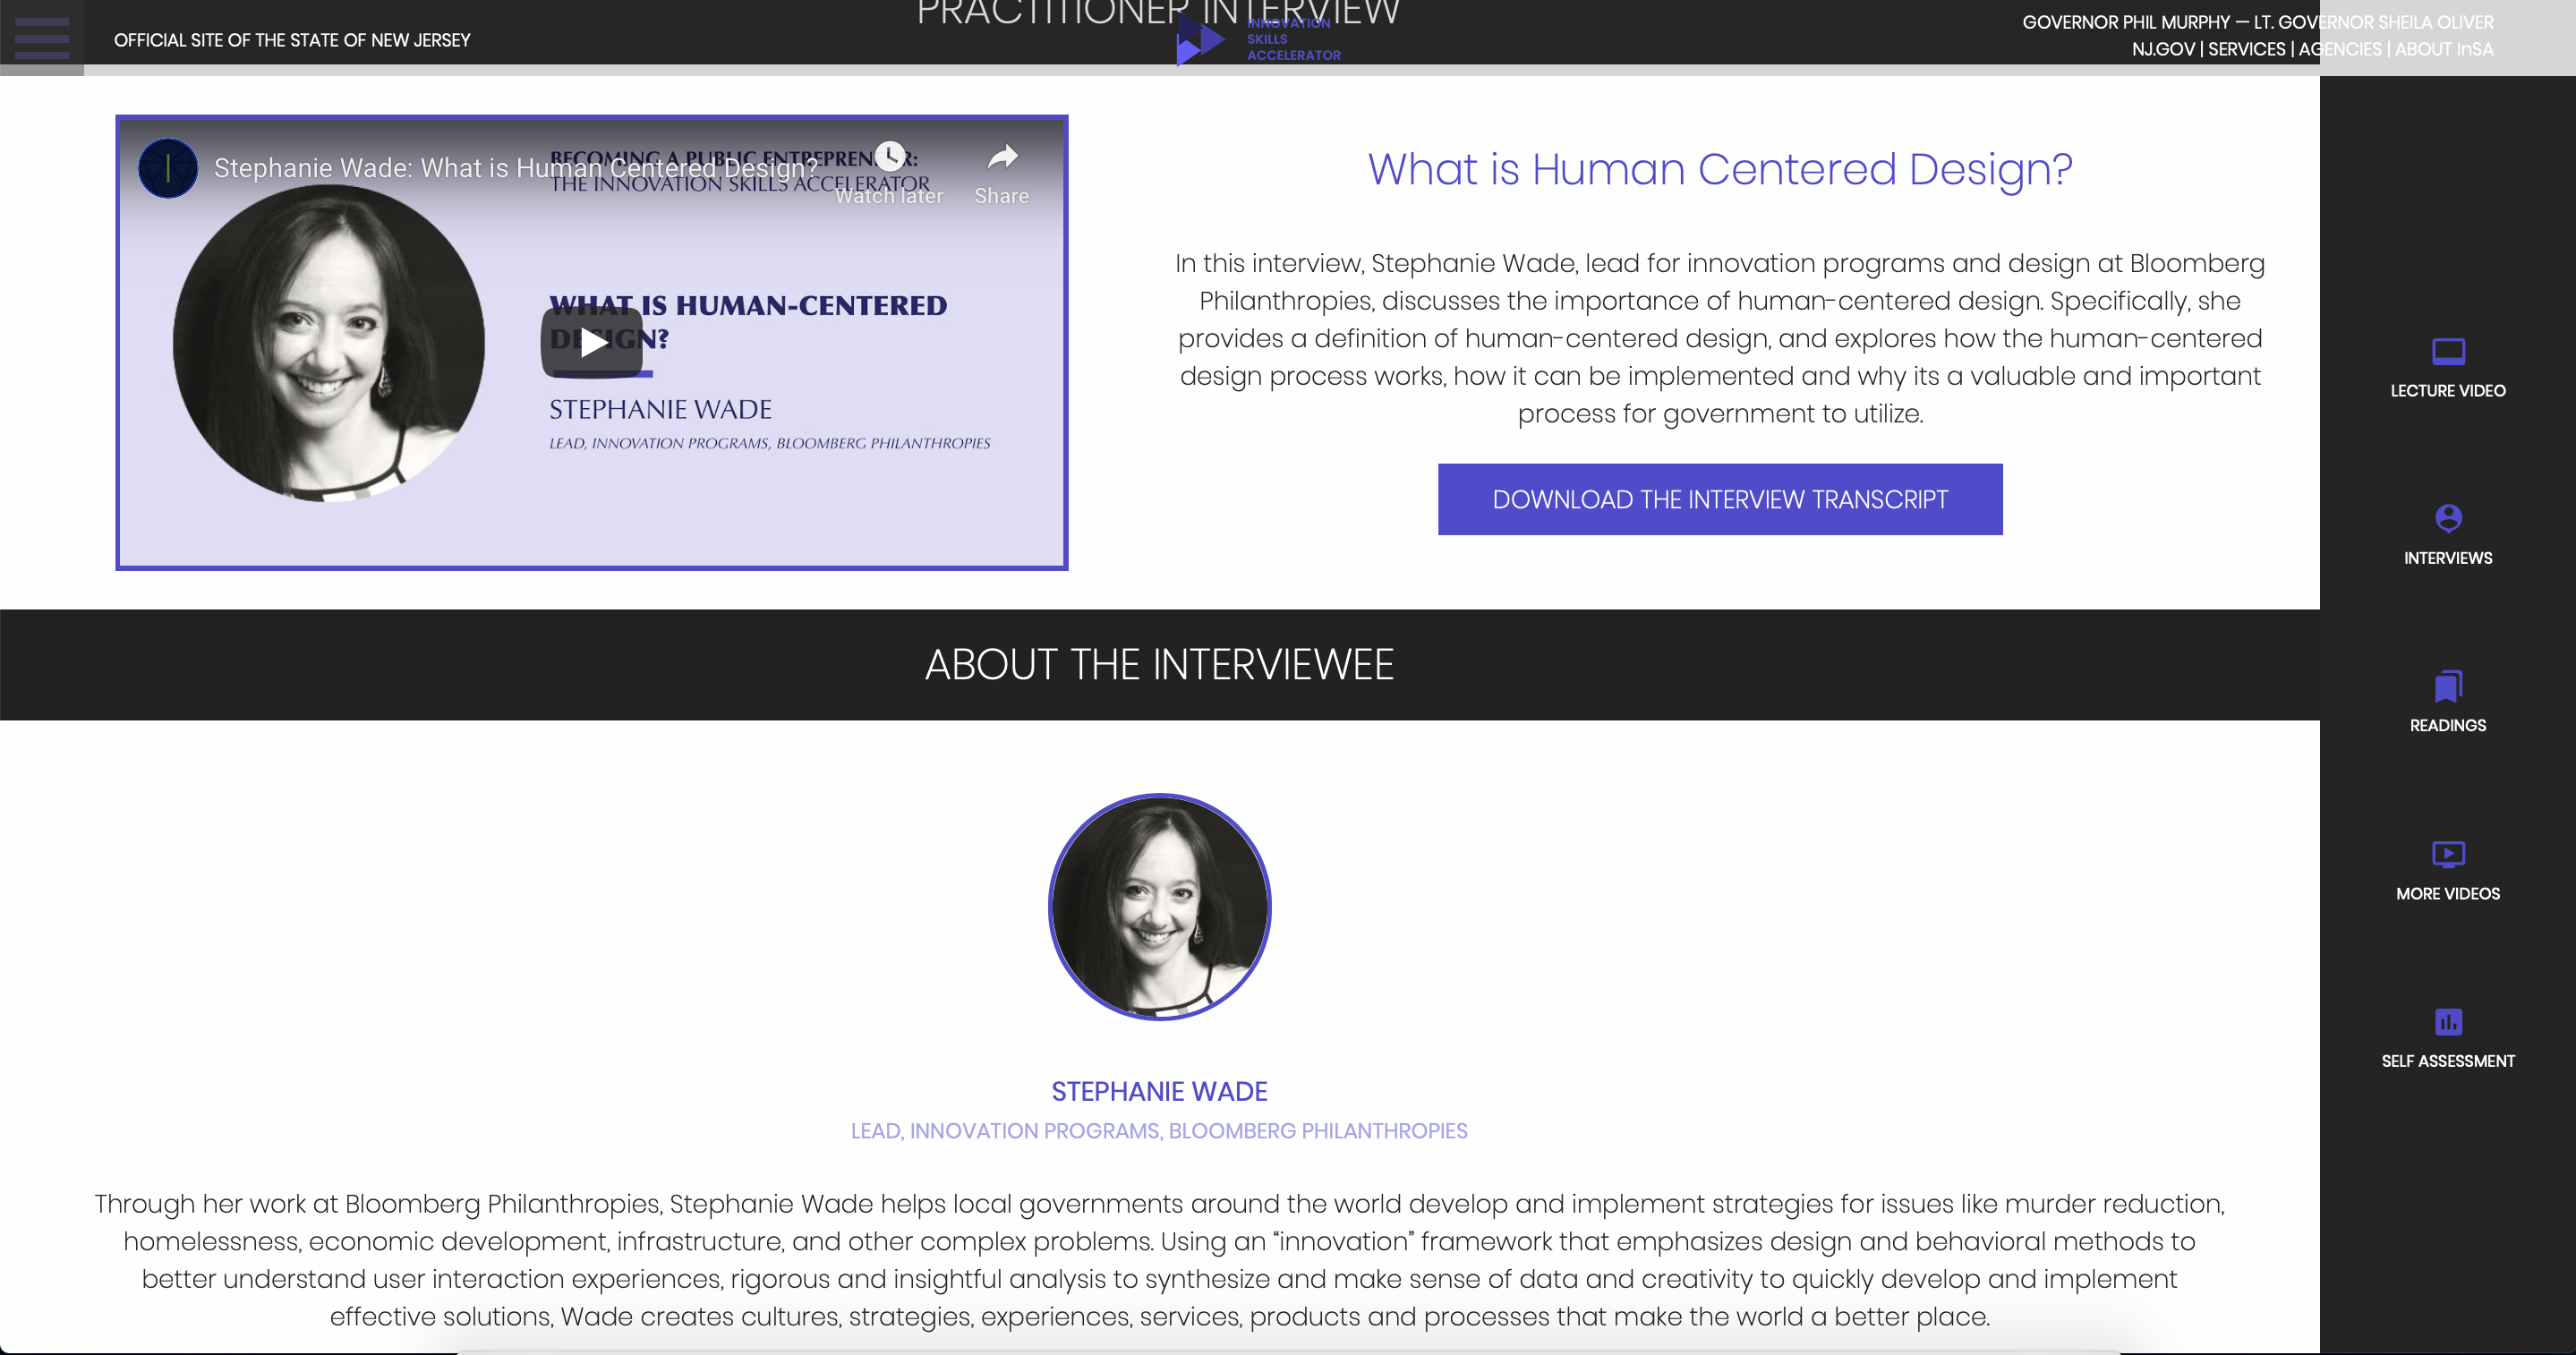 PRACTITIONER INTERVIEW
OFFICIAL SITE OF THE STATE OF NEW JERSEY
INNOVATION
SKILLS
ACCELERATOR
GOVERNOR PHIL MURPHY — LT. GOVERNOR SHEILA OLIVER
NJ.GOV | SERVICES | AGENCIES | ABOUT InSA
BECOMING A PUBLIC ENTREPRENEUR:
Stephanie Wade: What is Human Centered Design?
THE INNOVATION SKILLS ACCELERATOR
Watch later
Share
WHAT IS HUMAN-CENTERED
DESIGN?
STEPHANIE WADE
LEAD, INNOVATION PROGRAMS, BLOOMBERG PHILANTHROPIES
What is Human Centered Design?
In this interview, Stephanie Wade, lead for innovation programs and design at Bloomberg
Philanthropies, discusses the importance of human-centered design. Specifically, she
provides a definition of human-centered design, and explores how the human-centered
design process works, how it can be implemented and why its a valuable and important
process for government to utilize.
DOWNLOAD THE INTERVIEW TRANSCRIPT
ABOUT THE INTERVIEWEE
STEPHANIE WADE
LEAD, INNOVATION PROGRAMS, BLOOMBERG PHILANTHROPIES
Through her work at Bloomberg Philanthropies, Stephanie Wade helps local governments around the world develop and implement strategies for issues like murder reduction,
homelessness, economic development, infrastructure, and other complex problems. Using an “innovation” framework that emphasizes design and behavioral methods to
better understand user interaction experiences, rigorous and insightful analysis to synthesize and make sense of data and creativity to quickly develop and implement
effective solutions, Wade creates cultures, strategies, experiences, services, products and processes that make the world a better place.
LECTURE VIDEO
INTERVIEWS
READINGS
MORE VIDEOS
SELF ASSESSMENT